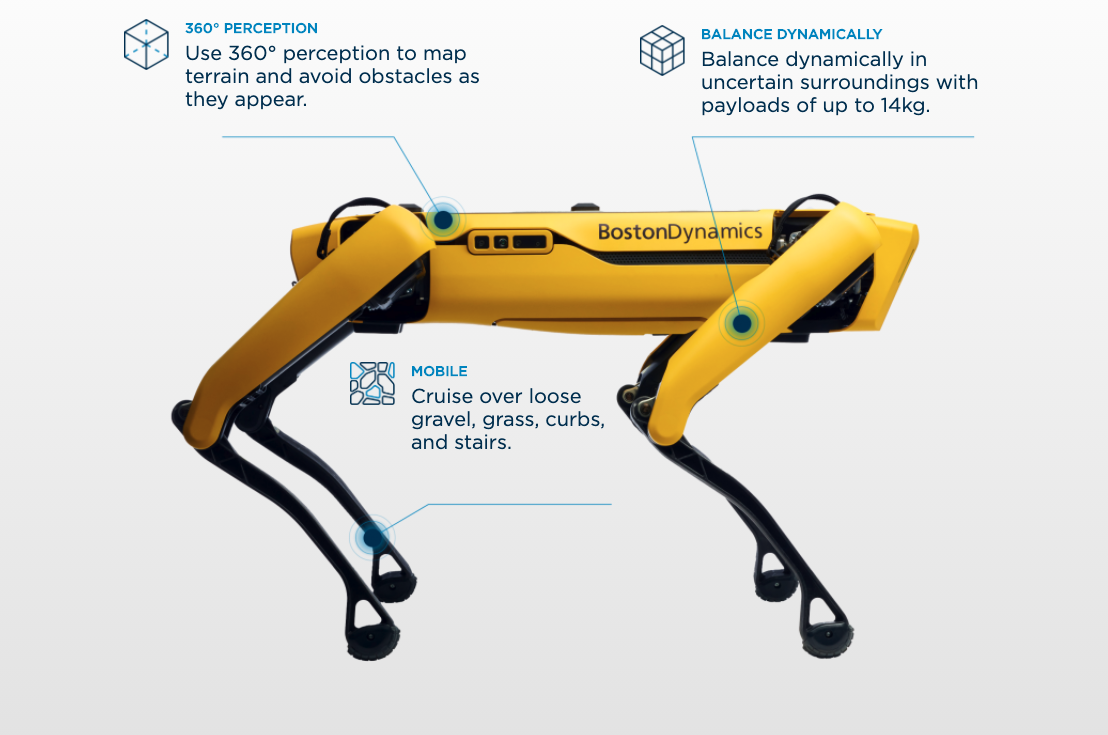 360° PERCEPTION
Use 360° perception to map
terrain and avoid obstacles as
they appear.
BALANCE DYNAMICALLY
Balance dynamically in
uncertain surroundings with
payloads of up to 14kg.
BostonDynamics
MOBILE
Cruise over loose
gravel, grass, curbs,
and stairs.